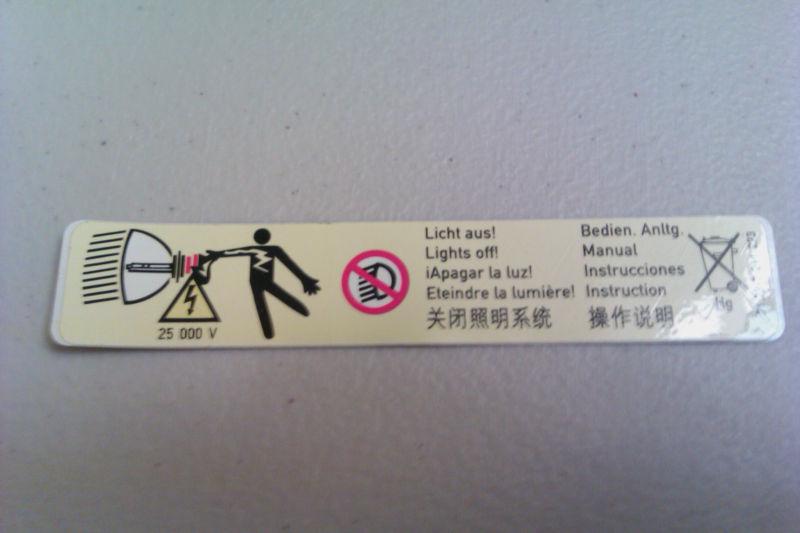 25 000 V
Licht aus!
Lights off!
¡Apagar la luz!
Eteindre la lumière!
关闭照明系统
Bedien. Anltg.
Manual
Instrucciones
Instruction
操作说明
Hg